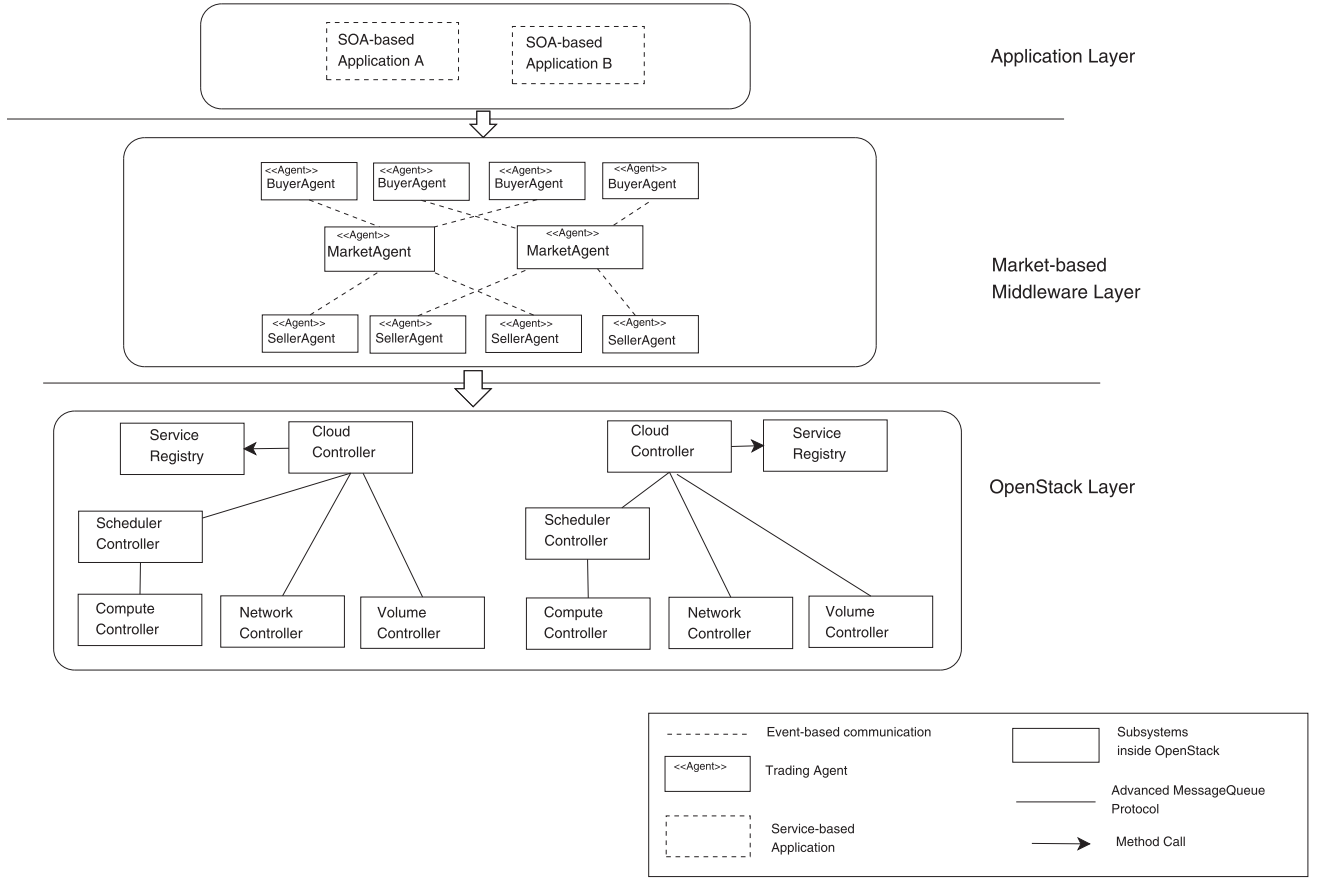 SOA-based
Application A
SOA-based
Application B
Application Layer
<<Agent>>
BuyerAgent
<<Agent>>
BuyerAgent
<<Agent>>
BuyerAgent
<<Agent>>
BuyerAgent
<<Agent>>
MarketAgent
<<Agent>>
MarketAgent
Market-based
Middleware Layer
<<Agent>>
SellerAgent
<<Agent>>
SellerAgent
<<Agent>>
SellerAgent
<<Agent>>
SellerAgent
Service
Registry
Cloud
Controller
Cloud
Controller
Service
Registry
OpenStack Layer
Scheduler
Controller
Scheduler
Controller
Compute
Controller
Network
Controller
Volume
Controller
Compute
Controller
Network
Controller
Volume
Controller
Event-based communication
<<Agent>>
Trading Agent
Service-based
Application
Subsystems
inside OpenStack
Advanced MessageQueue
Protocol
Method Call